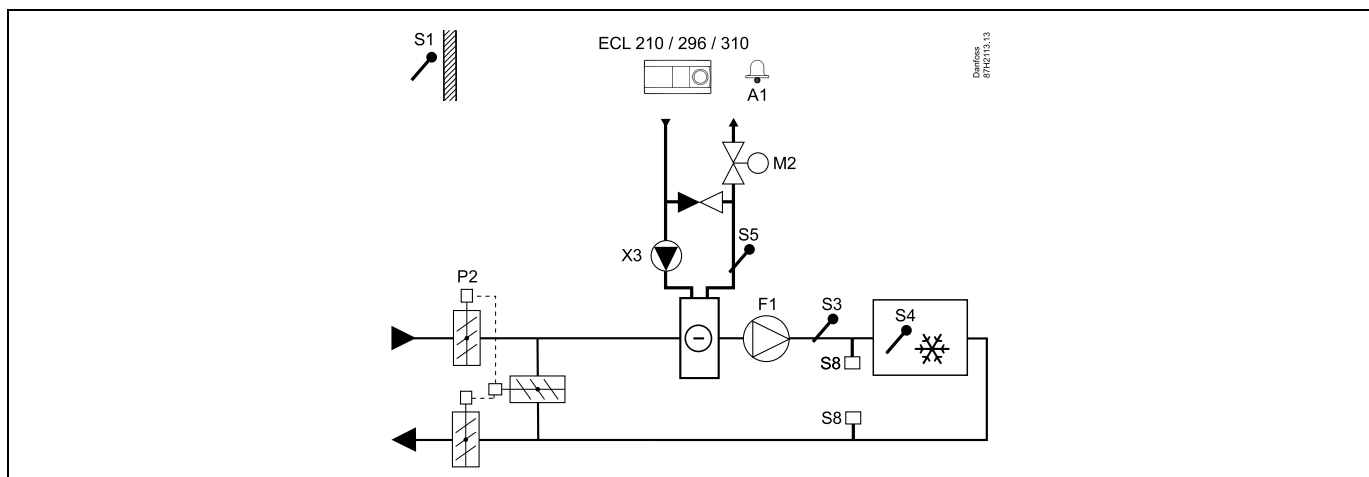 S1
ECL 210 / 296 / 310
A1
Danfoss
87H2113.13
M2
S5
X3
P2
F1
S3
S4
S8
S8